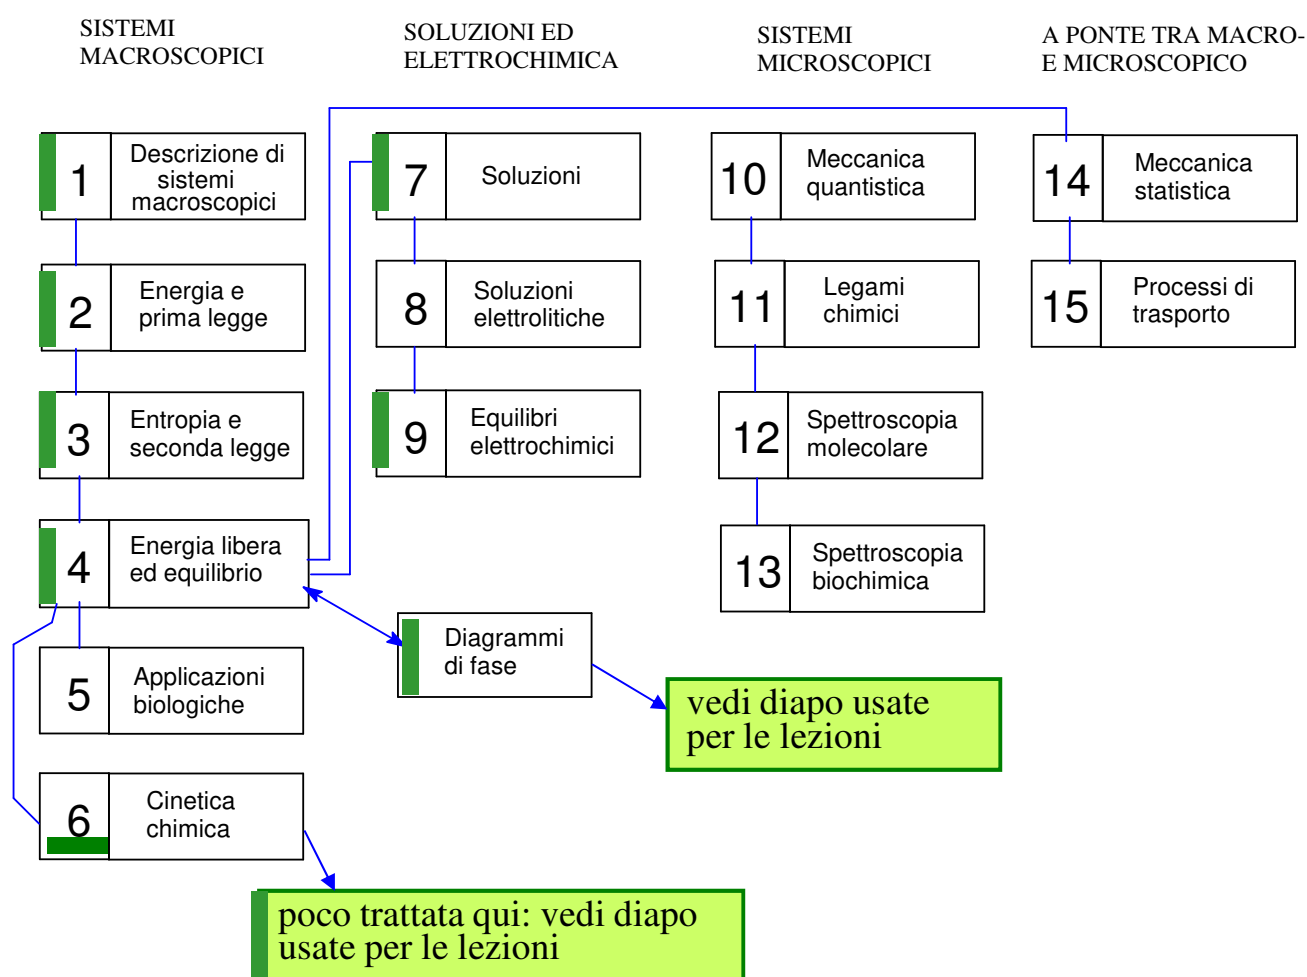 SISTEMI
MACROSCOPICI
SOLUZIONI ED
ELETTROCHIMICA
SISTEMI
MICROSCOPICI
A PONTE TRA MACRO-
E MICROSCOPICO
1
Descrizione di
sistemi
macroscopici
2
Energia e
prima legge
3
Entropia e
seconda legge
4
Energia libera
ed equilibrio
5
Applicazioni
biologiche
6
Cinetica
chimica
7
Soluzioni
8
Soluzioni
elettrolitiche
9
Equilibri
elettrochimici
Diagrammi
di fase
vedi diapo usate
per le lezioni
poco trattata qui: vedi diapo
usate per le lezioni
10
Meccanica
quantistica
11
Legami
chimici
12
Spettroscopia
molecolare
13
Spettroscopia
biochimica
14
Meccanica
statistica
15
Processi di
trasporto